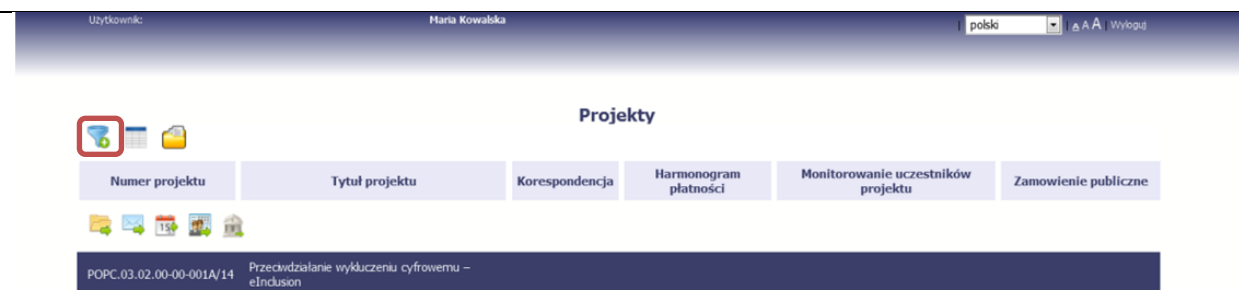 Użytkownik: Maria Kowalska | polski | A A A | Wyloguj
Projekty
Numer projektu Tytuł projektu Korespondencja Harmonogram płatności Monitorowanie uczestników projektu Zamowienie publiczne
15
POPC.03.02.00-00-001A/14 Przeciwdziałanie wykluczeniu cyfrowemu –
eInclusion